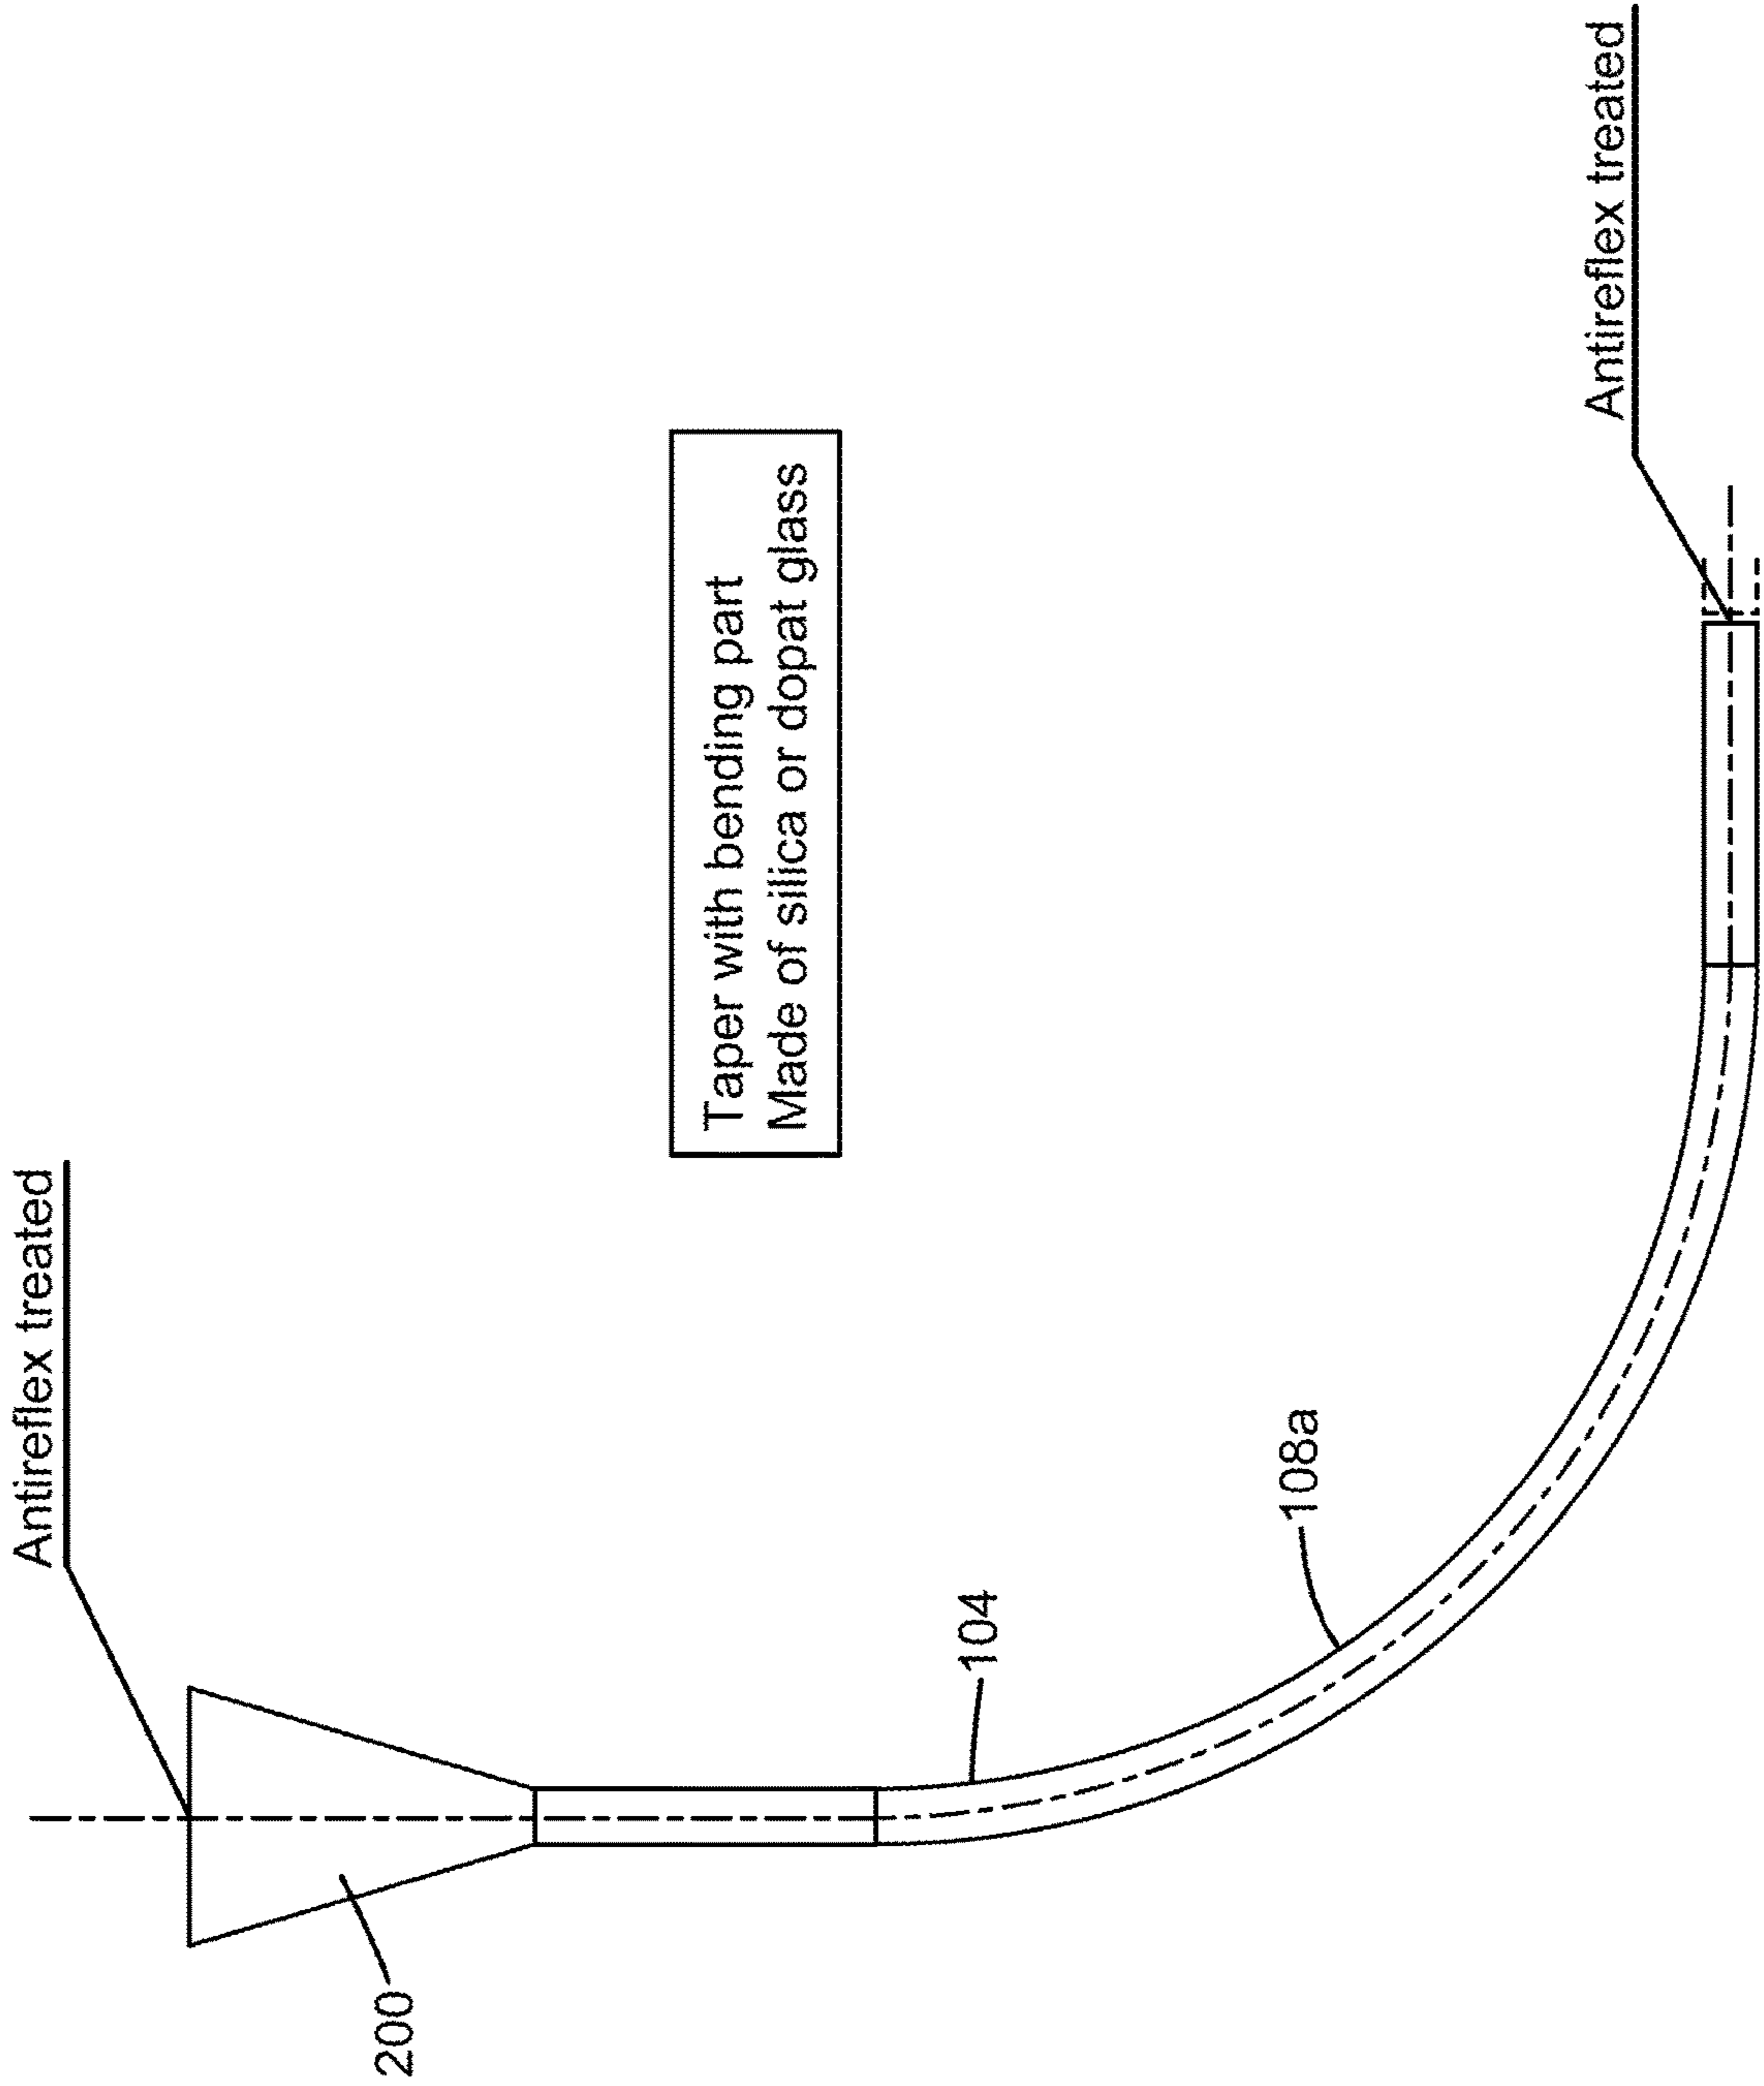 Antireflex treated
Taper with bending part
Made of silica or dopat glass
Antireflex treated
200
104
108a